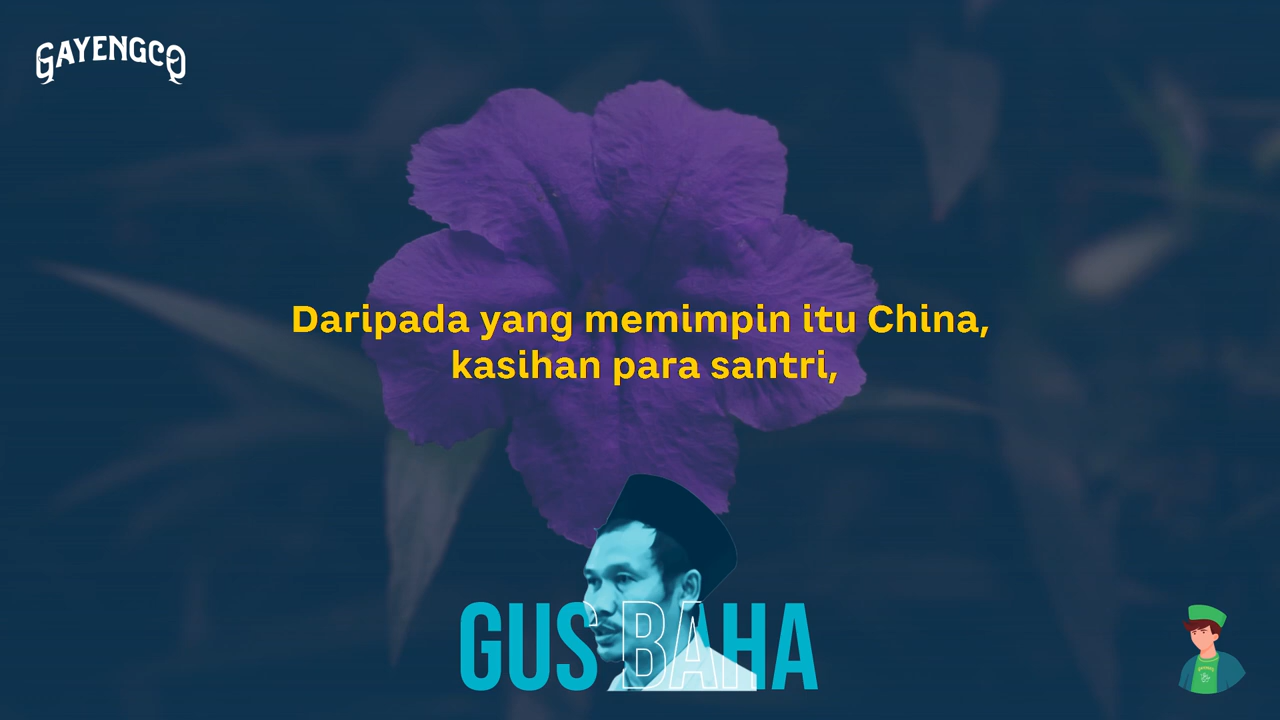 GAYENGCO
Daripada yang memimpin itu China,
kasihan para santri,
GUS BAHA